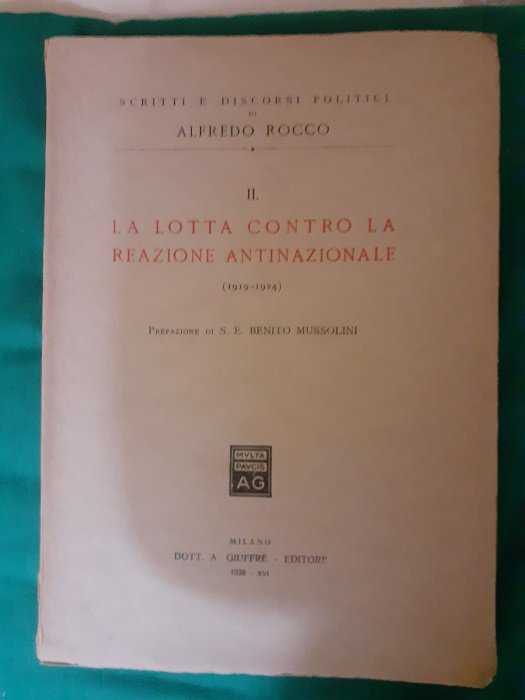 SCRITTI E DISCORSI POLITICI
DI
ALFREDO ROCCO
II.
LA LOTTA CONTRO LA
REAZIONE ANTINAZIONALE
(1919-1924)
PREFAZIONE DI S. E. BENITO MUSSOLINI
MVLTA
PAVCIS
AG
MILANO
DOTT. A. GIUFFRÈ - EDITORE
1938 - XVI